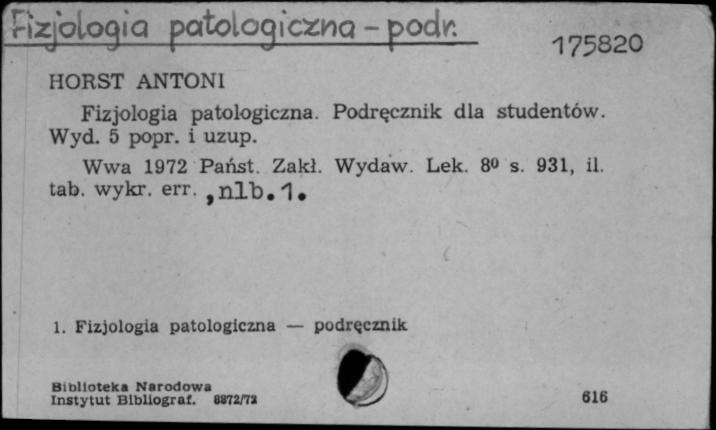 Fizjologia patologiczna - podr.
175820
HORST ANTONI
Fizjologia patologiczna. Podręcznik dla studentów.
Wyd. 5 popr. i uzup.
Wwa 1972 Państ. Zakł. Wydaw. Lek. 8⁰ s. 931, il.
tab. wykr. err. ,nlb.1.
1. Fizjologia patologiczna — podręcznik
Biblioteka Narodowa
Instytut Bibliograf. 8872/72
616